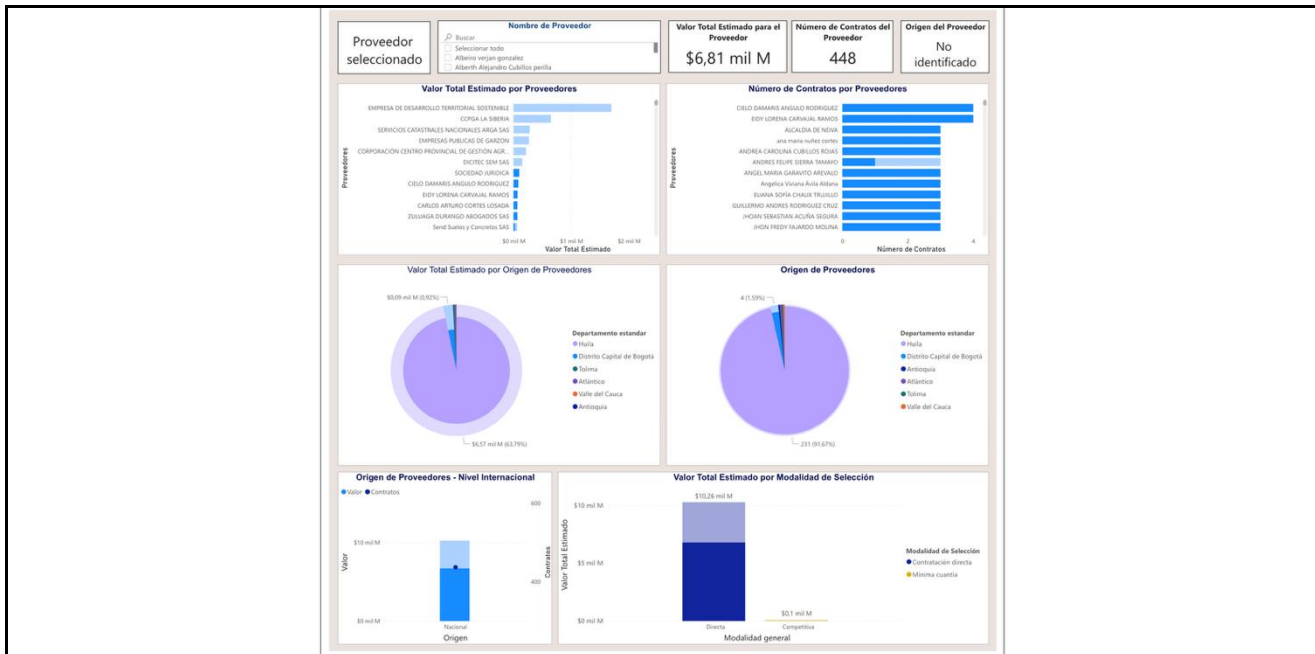 Proveedor
seleccionado
Nombre de Proveedor
Buscar
Seleccionar todo
Albeiro verjan gonzalez
Alberth Alejandro Cubillos perilla
Valor Total Estimado para el
Proveedor
$6,81 mil M
Número de Contratos del
Proveedor
448
Origen del Proveedor
No
identificado
Valor Total Estimado por Proveedores
Proveedores
EMPRESA DE DESARROLLO TERRITORIAL SOSTENIBLE
CCPGA LA SIBERIA
SERVICIOS CATASTRALES NACIONALES ARGA SAS
EMPRESAS PUBLICAS DE GARZON
CORPORACIÓN CENTRO PROVINCIAL DE GESTIÓN AGR...
DICITEC SEM SAS
SOCIEDAD JURIDICA
CIELO DAMARIS ANGULO RODRIGUEZ
EIDY LORENA CARVAJAL RAMOS
CARLOS ARTURO CORTES LOSADA
ZULUAGA DURANGO ABOGADOS SAS
Send Suelos y Concretos SAS
$0 mil M $1 mil M $2 mil M
Valor Total Estimado
Número de Contratos por Proveedores
Proveedores
CIELO DAMARIS ANGULO RODRIGUEZ
EIDY LORENA CARVAJAL RAMOS
ALCALDIA DE NEIVA
ana maria nuñez cortes
ANDREA CAROLINA CUBILLOS ROJAS
ANDRES FELIPE SIERRA TAMAYO
ANGEL MARIA GARAVITO AREVALO
Angelica Viviana Ávila Aldana
ELIANA SOFÍA CHAUX TRUJILLO
GUILLERMO ANDRES RODRIGUEZ CRUZ
JHOAN SEBASTIAN ACUÑA SEGURA
JHON FREDY FAJARDO MOLINA
0 2 4
Número de Contratos
Valor Total Estimado por Origen de Proveedores
$0,09 mil M (0,92%)
$6,57 mil M (63,79%)
Departamento estandar
Huila
Distrito Capital de Bogotá
Tolima
Atlántico
Valle del Cauca
Antioquia
Origen de Proveedores
4 (1,59%)
231 (91,67%)
Departamento estandar
Huila
Distrito Capital de Bogotá
Antioquia
Atlántico
Tolima
Valle del Cauca
Origen de Proveedores - Nivel Internacional
Valor Contratos
Valor
$10 mil M
$0 mil M
600
400
Contratos
Nacional
Origen
Valor Total Estimado por Modalidad de Selección
Valor Total Estimado
$10 mil M
$5 mil M
$0 mil M
$10,26 mil M
$0,1 mil M
Directa Competitiva
Modalidad general
Modalidad de Selección
Contratación directa
Mínima cuantía